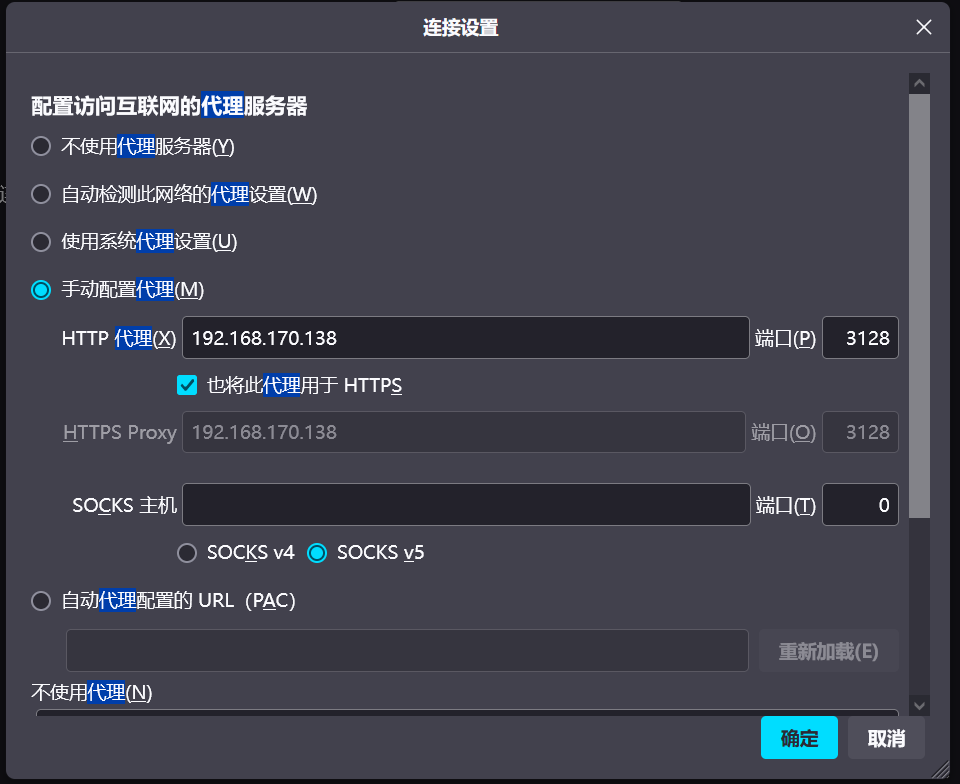 连接设置
配置访问互联网的代理服务器
不使用代理服务器(Y)
自动检测此网络的代理设置(W)
使用系统代理设置(U)
手动配置代理(M)
HTTP 代理(X) 192.168.170.138 端口(P) 3128
也将此代理用于 HTTPS
HTTPS Proxy 192.168.170.138 端口(O) 3128
SOCKS 主机 端口(T) 0
SOCKS v4 SOCKS v5
自动代理配置的 URL（PAC）
重新加载(E)
不使用代理(N)
确定 取消